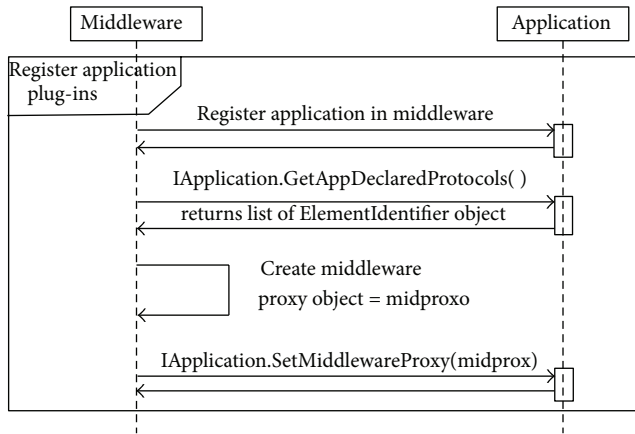 Middleware
Application
Register application
plug-ins
Register application in middleware
IApplication.GetAppDeclaredProtocols( )
returns list of ElementIdentifier object
Create middleware
proxy object = midproxo
IApplication.SetMiddlewareProxy(midprox)